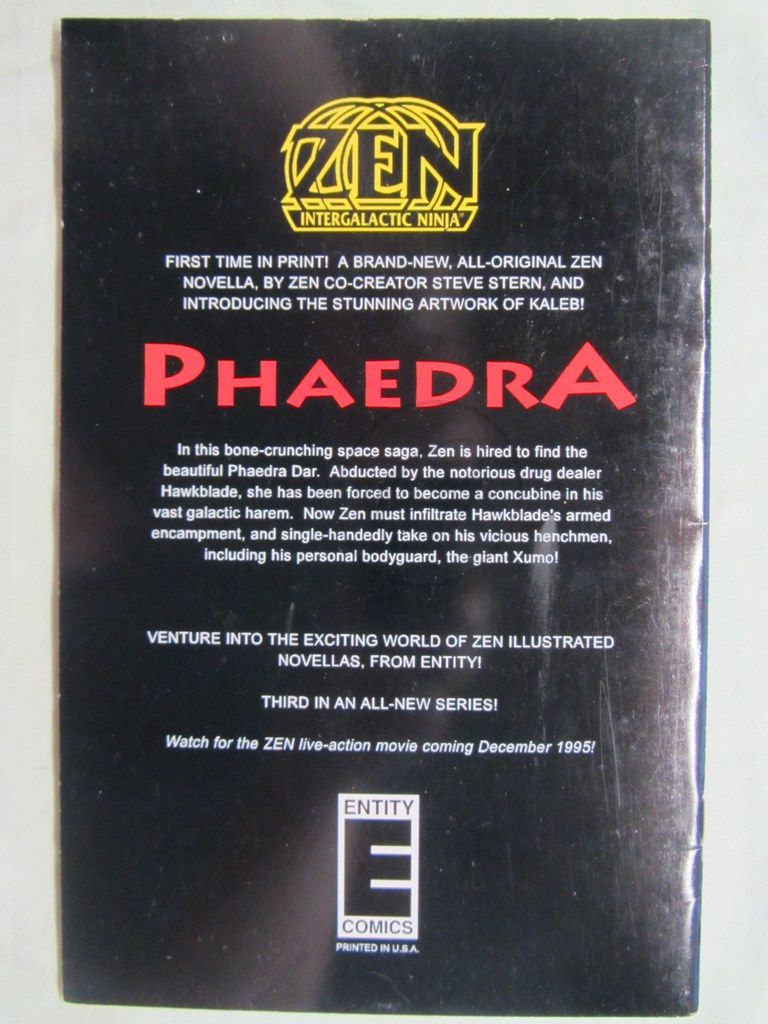 ZEN
INTERGALACTIC NINJA
FIRST TIME IN PRINT! A BRAND-NEW, ALL-ORIGINAL ZEN
NOVELLA, BY ZEN CO-CREATOR STEVE STERN, AND
INTRODUCING THE STUNNING ARTWORK OF KALEB!
PHAEDRA
In this bone-crunching space saga, Zen is hired to find the
beautiful Phaedra Dar. Abducted by the notorious drug dealer
Hawkblade, she has been forced to become a concubine in his
vast galactic harem. Now Zen must infiltrate Hawkblade's armed
encampment, and single-handedly take on his vicious henchmen,
including his personal bodyguard, the giant Xumo!
VENTURE INTO THE EXCITING WORLD OF ZEN ILLUSTRATED
NOVELLAS, FROM ENTITY!
THIRD IN AN ALL-NEW SERIES!
Watch for the ZEN live-action movie coming December 1995!
ENTITY
E
COMICS
PRINTED IN U.S.A.